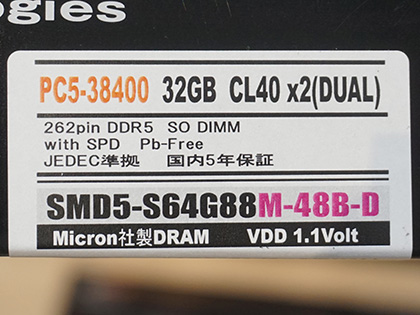 ogies
PC5-38400 32GB CL40 x2(DUAL)
262pin DDR5 SO DIMM
with SPD Pb-Free
JEDEC準拠 国内5年保証
SMD5-S64G88M-48B-D
Micron社製DRAM VDD 1.1Volt